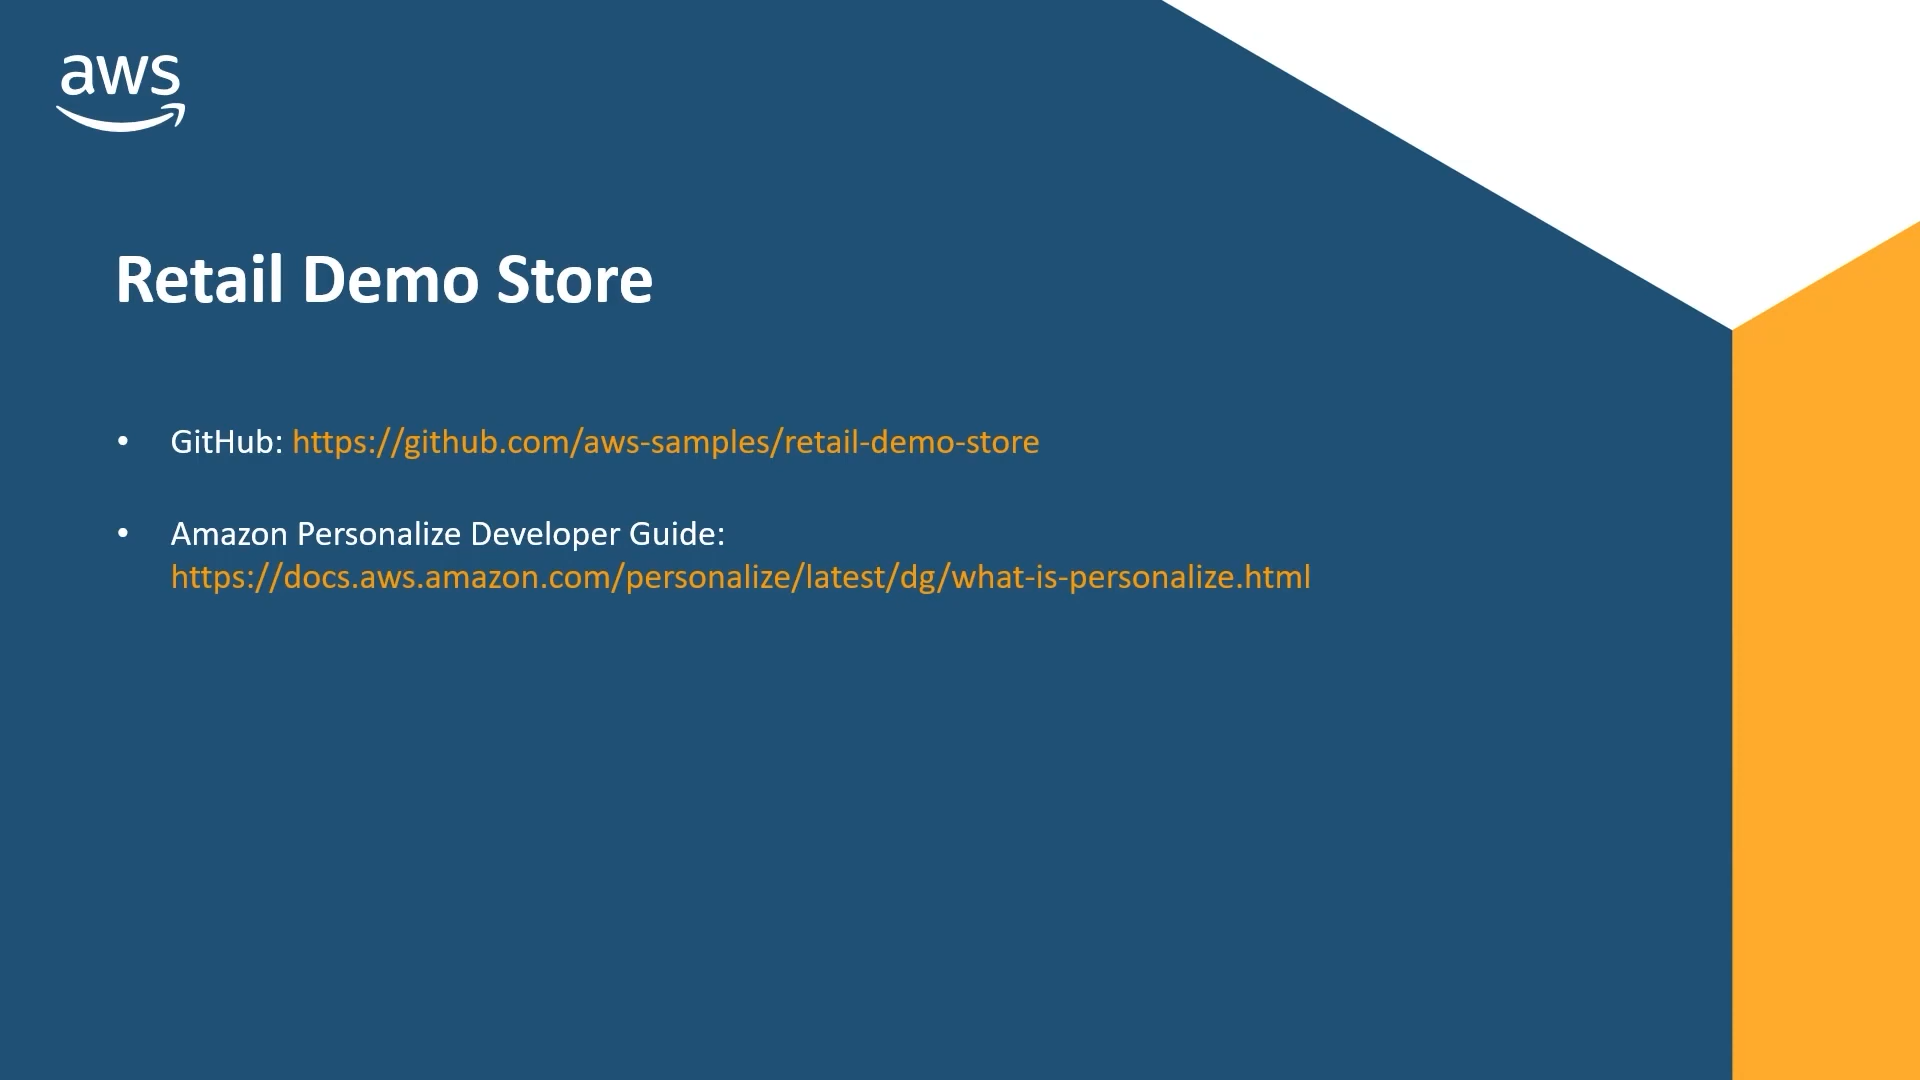 aws
Retail Demo Store
• GitHub: https://github.com/aws-samples/retail-demo-store
• Amazon Personalize Developer Guide:
https://docs.aws.amazon.com/personalize/latest/dg/what-is-personalize.html